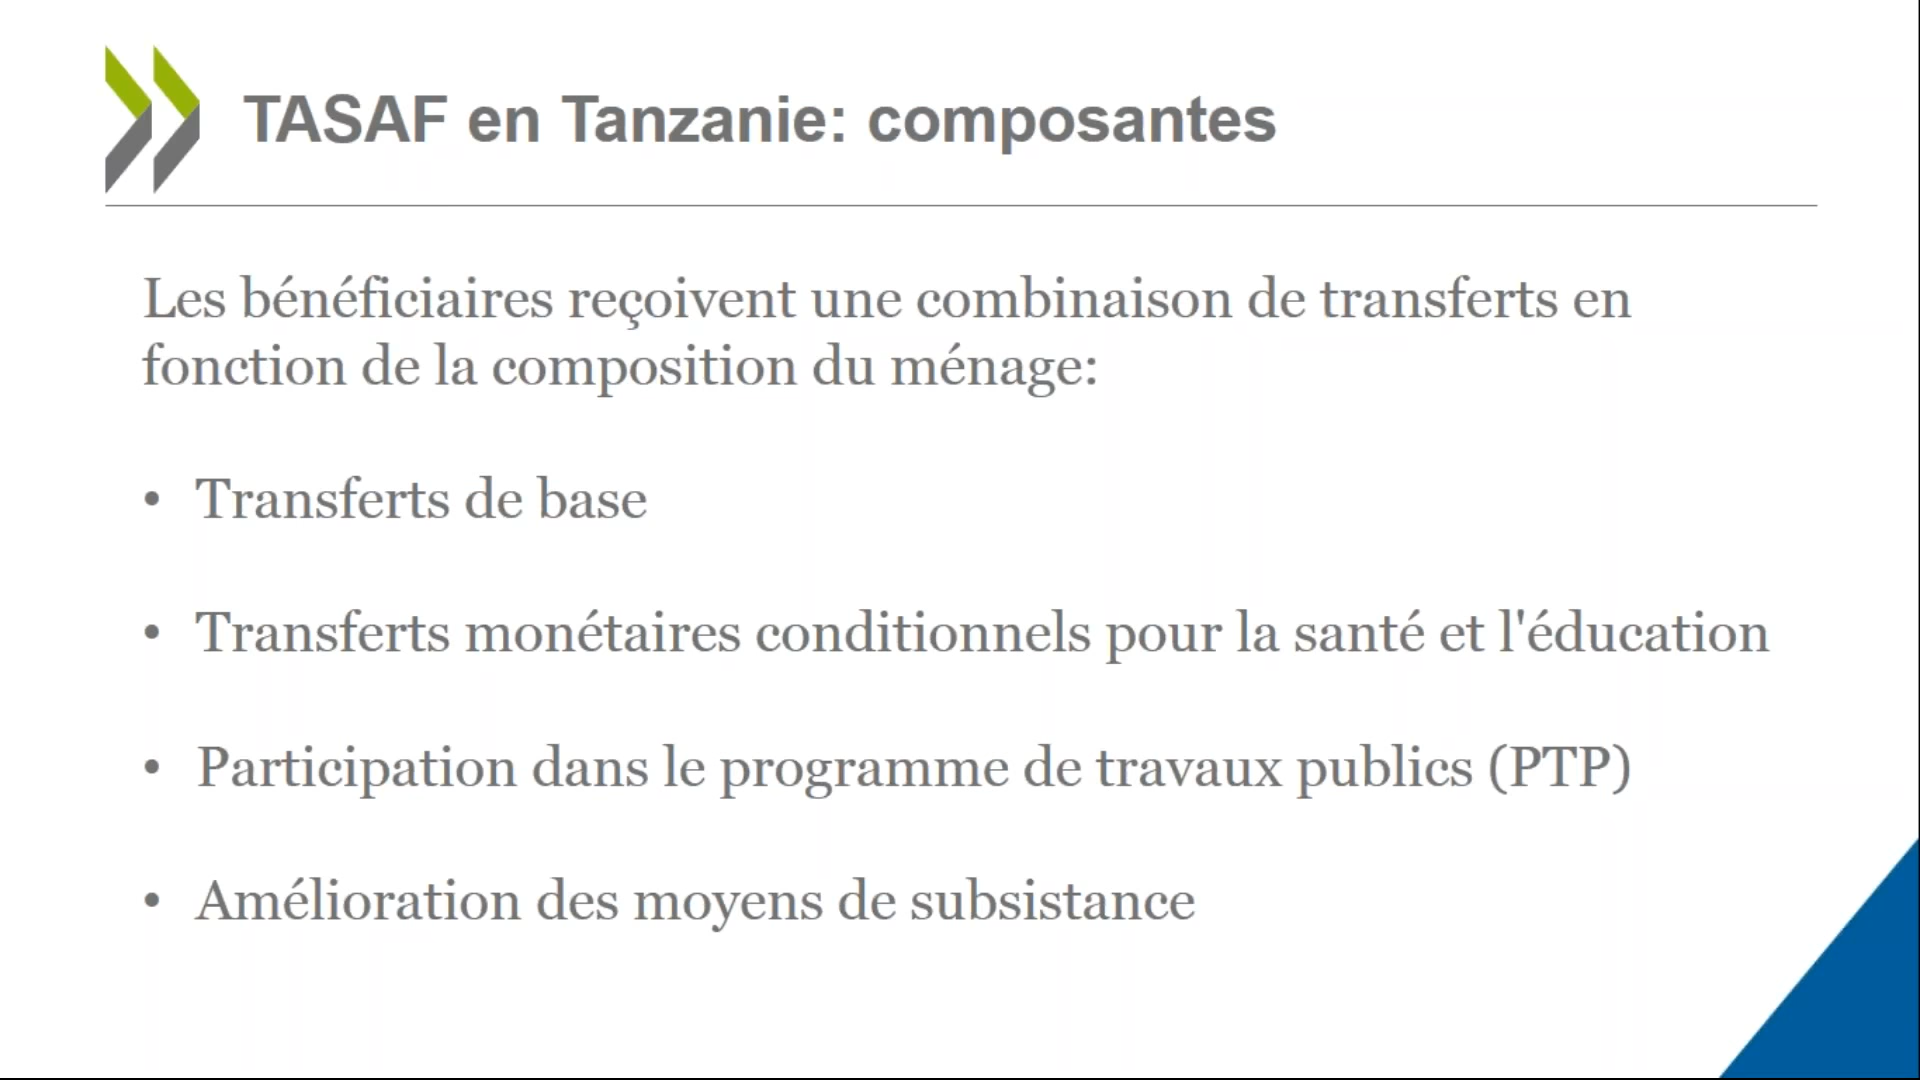 TASAF en Tanzanie: composantes
Les bénéficiaires reçoivent une combinaison de transferts en
fonction de la composition du ménage:
• Transferts de base
• Transferts monétaires conditionnels pour la santé et l'éducation
• Participation dans le programme de travaux publics (PTP)
• Amélioration des moyens de subsistance